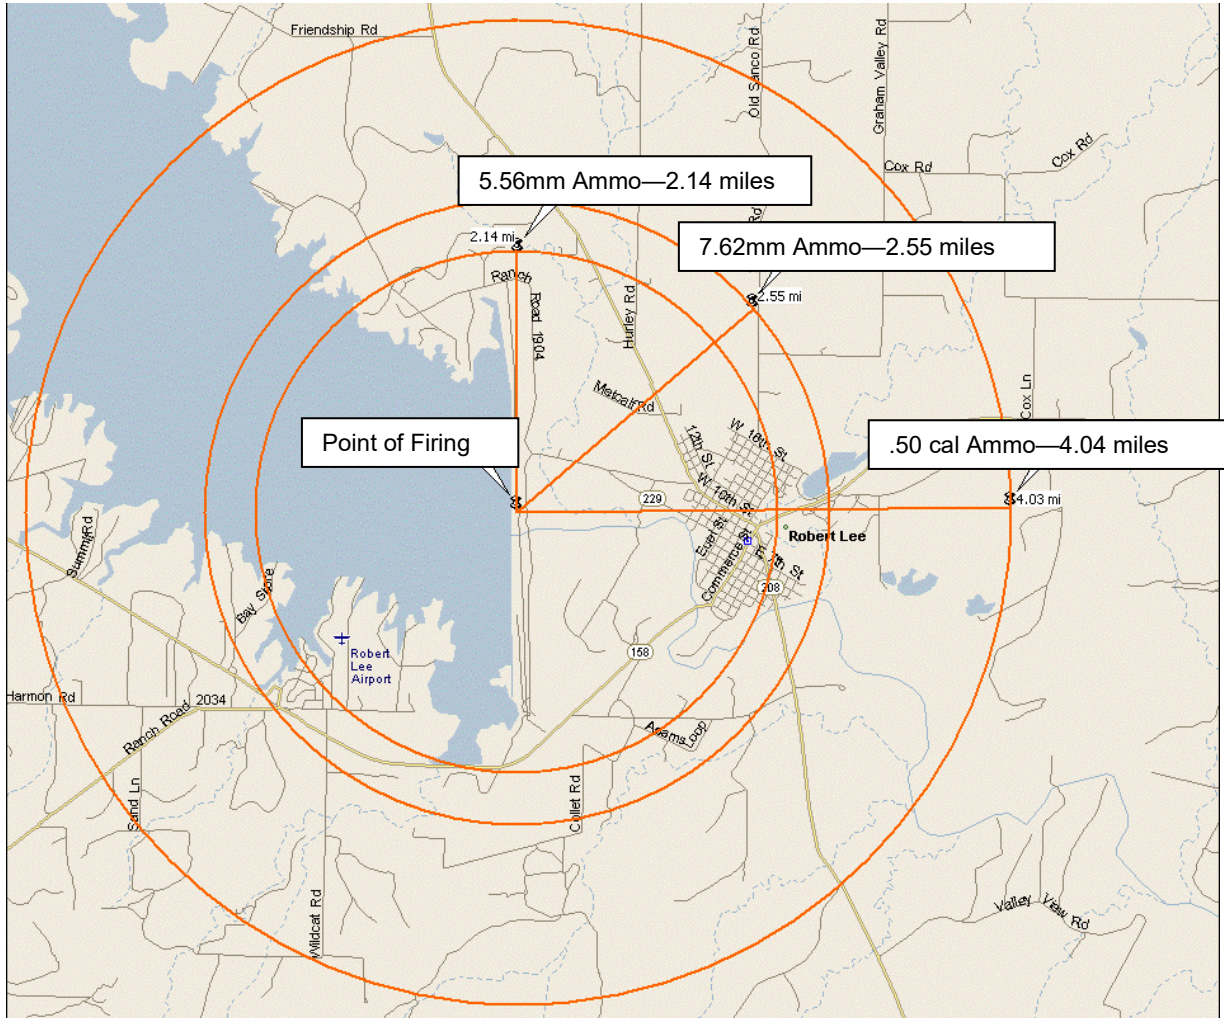 Friendship Rd
Old Sanco Rd
Graham Valley Rd
Cox Rd
Cox Rd
5.56mm Ammo—2.14 miles
Rd
2.14 mi
7.62mm Ammo—2.55 miles
Ranch
Road 1904
Hurley Rd
2.55 mi
Metcalf Rd
Cox Ln
12th St
W 18th St
Point of Firing
.50 cal Ammo—4.04 miles
W 10th St
229
4.03 mi
Summit Rd
Robert Lee
E 7th St
Commerce St
208
Bay Shore
Robert
Lee
Airport
158
Harmon Rd
2034
Ranch Road
Adams Loop
Sand Ln
Collet Rd
Wildcat Rd
Valley View Rd